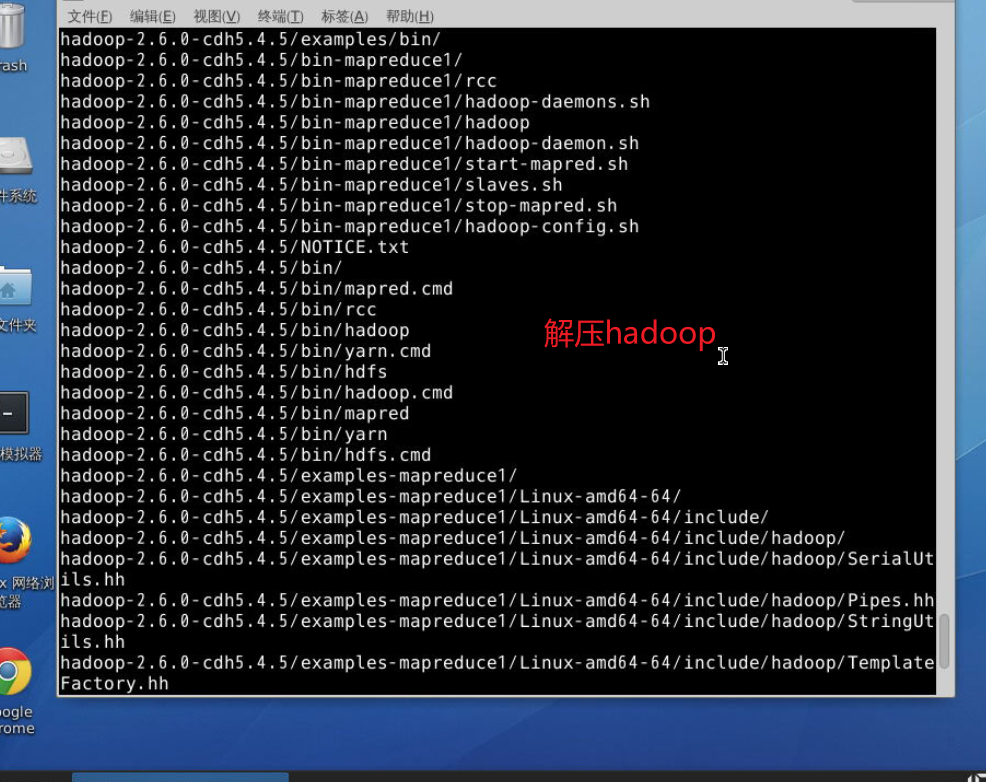 文件(F) 编辑(E) 视图(V) 终端(T) 标签(A) 帮助(H)
hadoop-2.6.0-cdh5.4.5/examples/bin/
hadoop-2.6.0-cdh5.4.5/bin-mapreduce1/
hadoop-2.6.0-cdh5.4.5/bin-mapreduce1/rcc
hadoop-2.6.0-cdh5.4.5/bin-mapreduce1/hadoop-daemons.sh
hadoop-2.6.0-cdh5.4.5/bin-mapreduce1/hadoop
hadoop-2.6.0-cdh5.4.5/bin-mapreduce1/hadoop-daemon.sh
hadoop-2.6.0-cdh5.4.5/bin-mapreduce1/start-mapred.sh
hadoop-2.6.0-cdh5.4.5/bin-mapreduce1/slaves.sh
hadoop-2.6.0-cdh5.4.5/bin-mapreduce1/stop-mapred.sh
hadoop-2.6.0-cdh5.4.5/bin-mapreduce1/hadoop-config.sh
hadoop-2.6.0-cdh5.4.5/NOTICE.txt
hadoop-2.6.0-cdh5.4.5/bin/
hadoop-2.6.0-cdh5.4.5/bin/mapred.cmd
hadoop-2.6.0-cdh5.4.5/bin/rcc
hadoop-2.6.0-cdh5.4.5/bin/hadoop
hadoop-2.6.0-cdh5.4.5/bin/yarn.cmd
hadoop-2.6.0-cdh5.4.5/bin/hdfs
hadoop-2.6.0-cdh5.4.5/bin/hadoop.cmd
hadoop-2.6.0-cdh5.4.5/bin/mapred
hadoop-2.6.0-cdh5.4.5/bin/yarn
hadoop-2.6.0-cdh5.4.5/bin/hdfs.cmd
hadoop-2.6.0-cdh5.4.5/examples-mapreduce1/
hadoop-2.6.0-cdh5.4.5/examples-mapreduce1/Linux-amd64-64/
hadoop-2.6.0-cdh5.4.5/examples-mapreduce1/Linux-amd64-64/include/
hadoop-2.6.0-cdh5.4.5/examples-mapreduce1/Linux-amd64-64/include/hadoop/
hadoop-2.6.0-cdh5.4.5/examples-mapreduce1/Linux-amd64-64/include/hadoop/SerialUt
ils.hh
hadoop-2.6.0-cdh5.4.5/examples-mapreduce1/Linux-amd64-64/include/hadoop/Pipes.hh
hadoop-2.6.0-cdh5.4.5/examples-mapreduce1/Linux-amd64-64/include/hadoop/StringUt
ils.hh
hadoop-2.6.0-cdh5.4.5/examples-mapreduce1/Linux-amd64-64/include/hadoop/Template
Factory.hh
解压hadoop
ash
件系统
文件夹
模拟器
x 网络浏
览器
ogle
rome